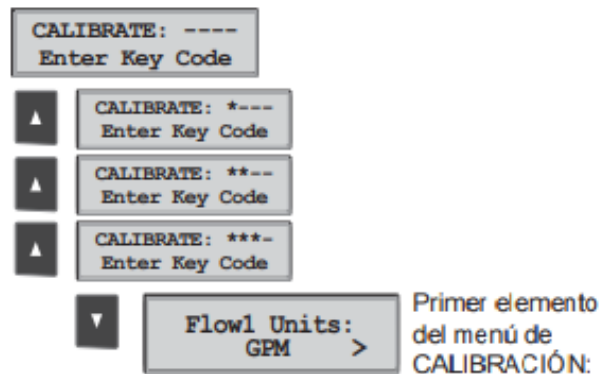 CALIBRATE: ----
Enter Key Code
CALIBRATE: *---
Enter Key Code
CALIBRATE: **--
Enter Key Code
CALIBRATE: ***-
Enter Key Code
Flow1 Units:
GPM >
Primer elemento
del menú de
CALIBRACIÓN: